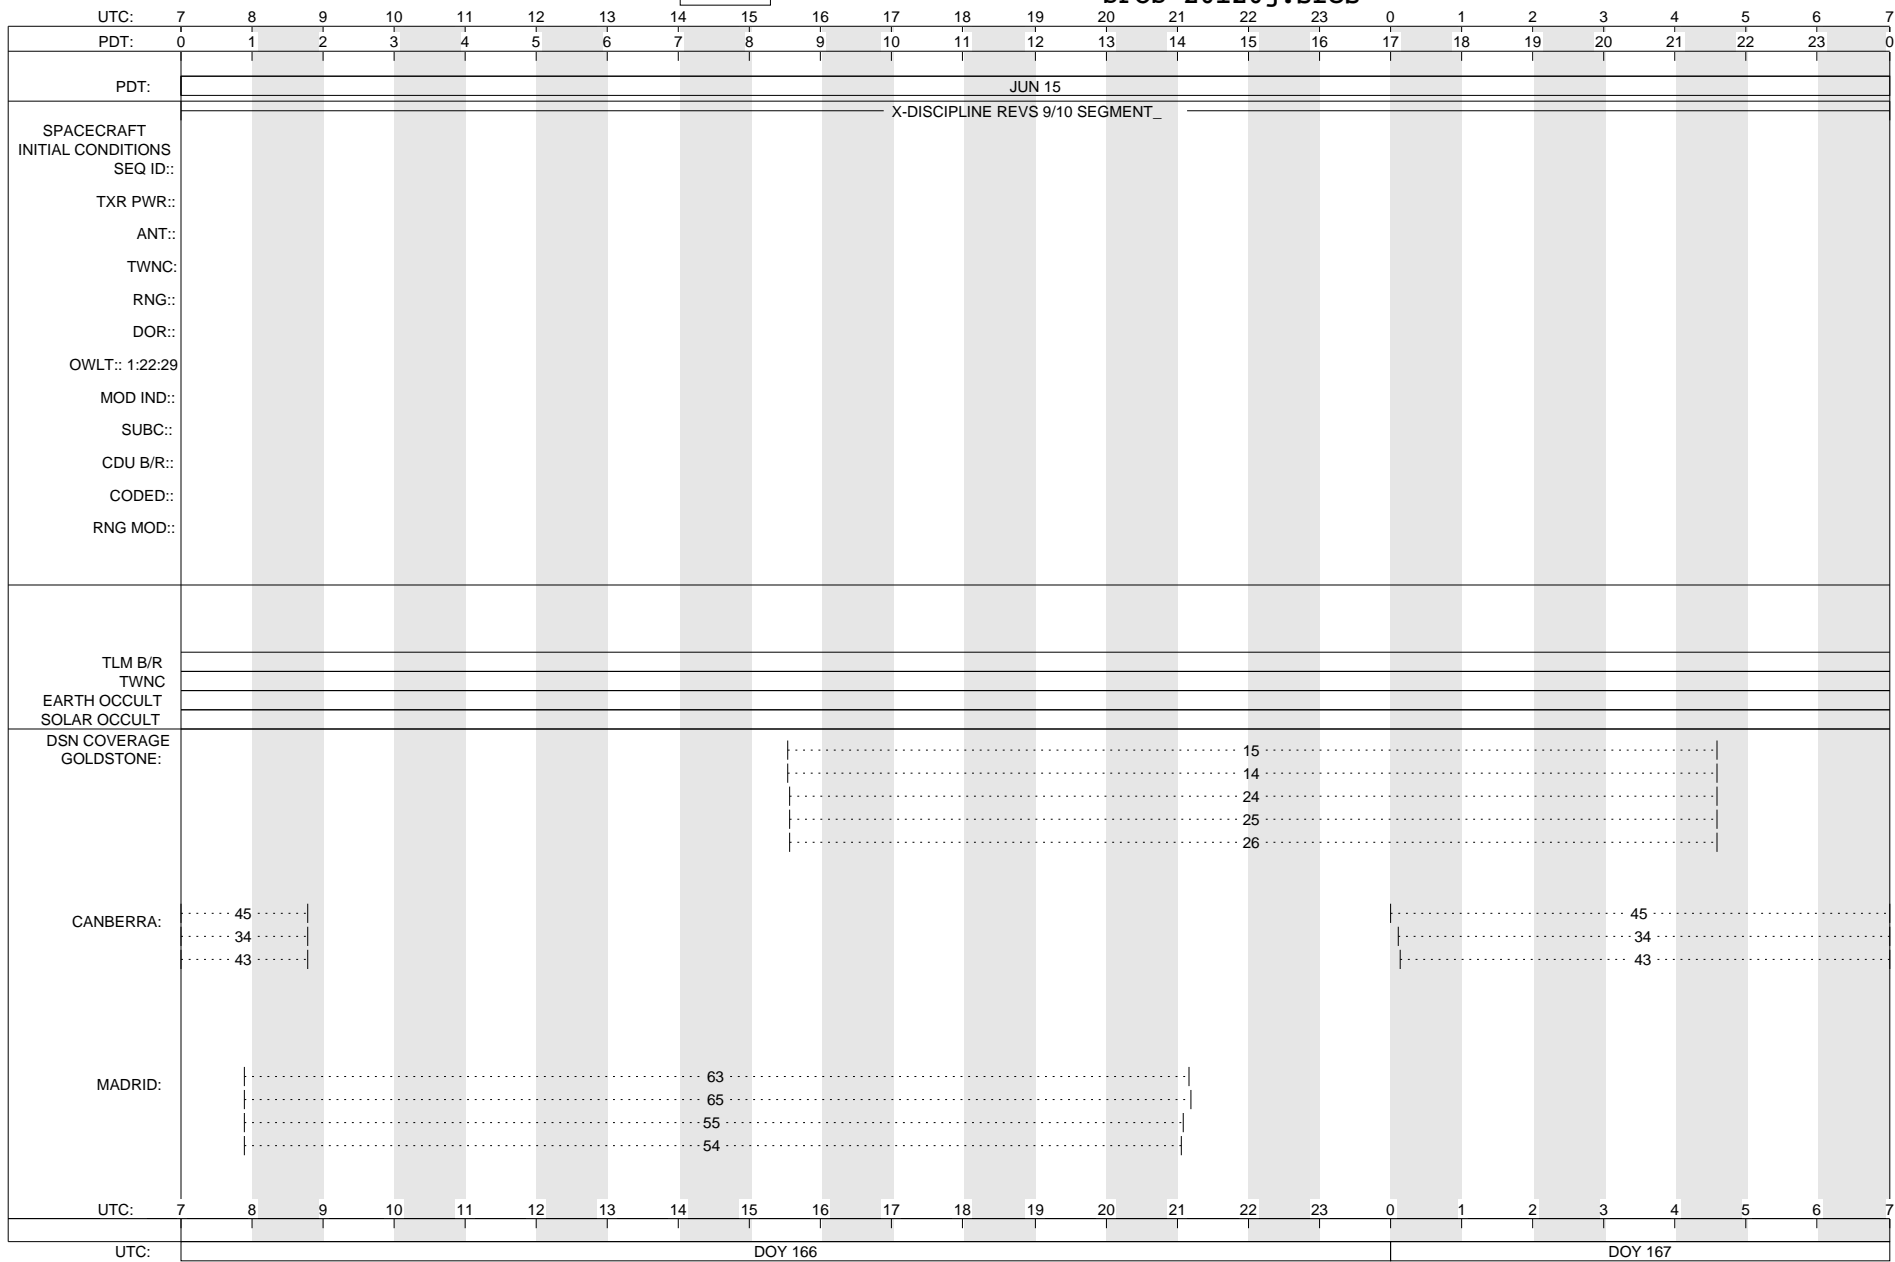 UTC: 7 8 9 10 11 12 13 14 15 16 17 18 19 20 21 22 23 0 1 2 3 4 5 6 7
PDT: 0 1 2 3 4 5 6 7 8 9 10 11 12 13 14 15 16 17 18 19 20 21 22 23 0
PDT: JUN 15
X-DISCIPLINE REVS 9/10 SEGMENT_
SPACECRAFT
INITIAL CONDITIONS
SEQ ID::
TXR PWR::
ANT::
TWNC:
RNG::
DOR::
OWLT:: 1:22:29
MOD IND::
SUBC::
CDU B/R::
CODED::
RNG MOD::
TLM B/R
TWNC
EARTH OCCULT
SOLAR OCCULT
DSN COVERAGE
GOLDSTONE:
15
14
24
25
26
CANBERRA:
45 45
34 34
43 43
MADRID:
63
65
55
54
UTC: 7 8 9 10 11 12 13 14 15 16 17 18 19 20 21 22 23 0 1 2 3 4 5 6 7
UTC: DOY 166 DOY 167